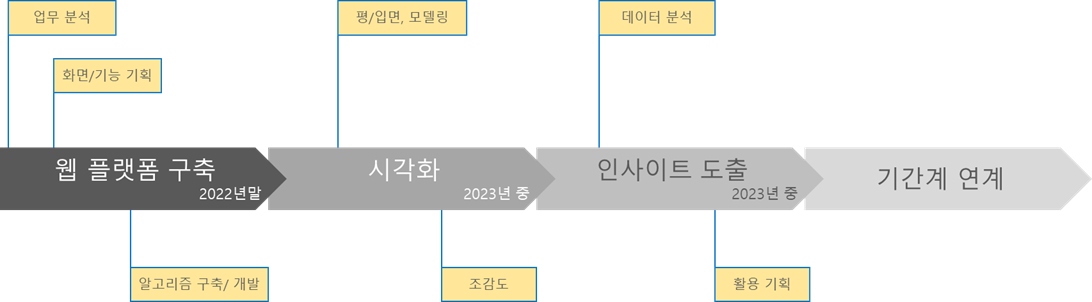 업무 분석
평/입면, 모델링
데이터 분석
화면/기능 기획
웹 플랫폼 구축
2022년말
시각화
2023년 중
인사이트 도출
2023년 중
기간계 연계
알고리즘 구축/ 개발
조감도
활용 기획